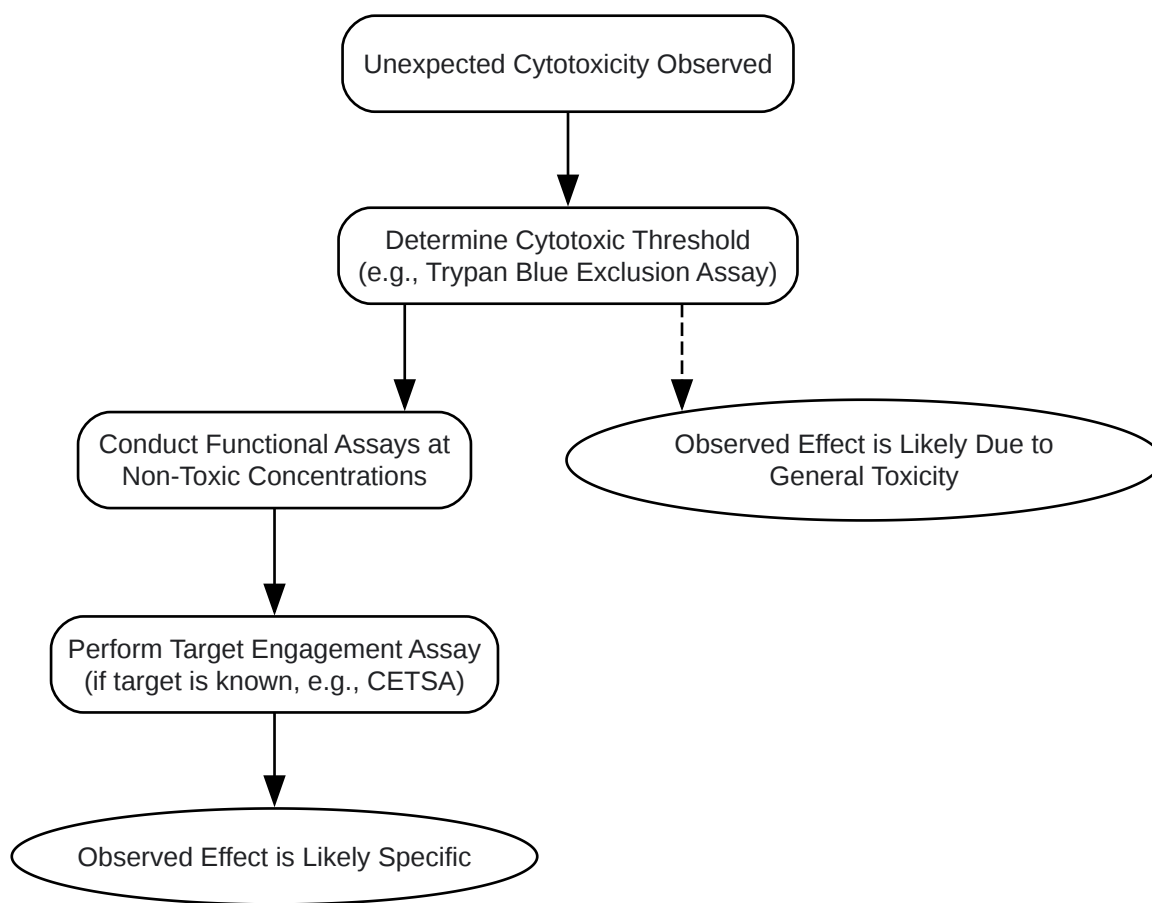 Unexpected Cytotoxicity Observed
Determine Cytotoxic Threshold
(e.g., Trypan Blue Exclusion Assay)
Conduct Functional Assays at
Non-Toxic Concentrations
Observed Effect is Likely Due to
General Toxicity
Perform Target Engagement Assay
(if target is known, e.g., CETSA)
Observed Effect is Likely Specific